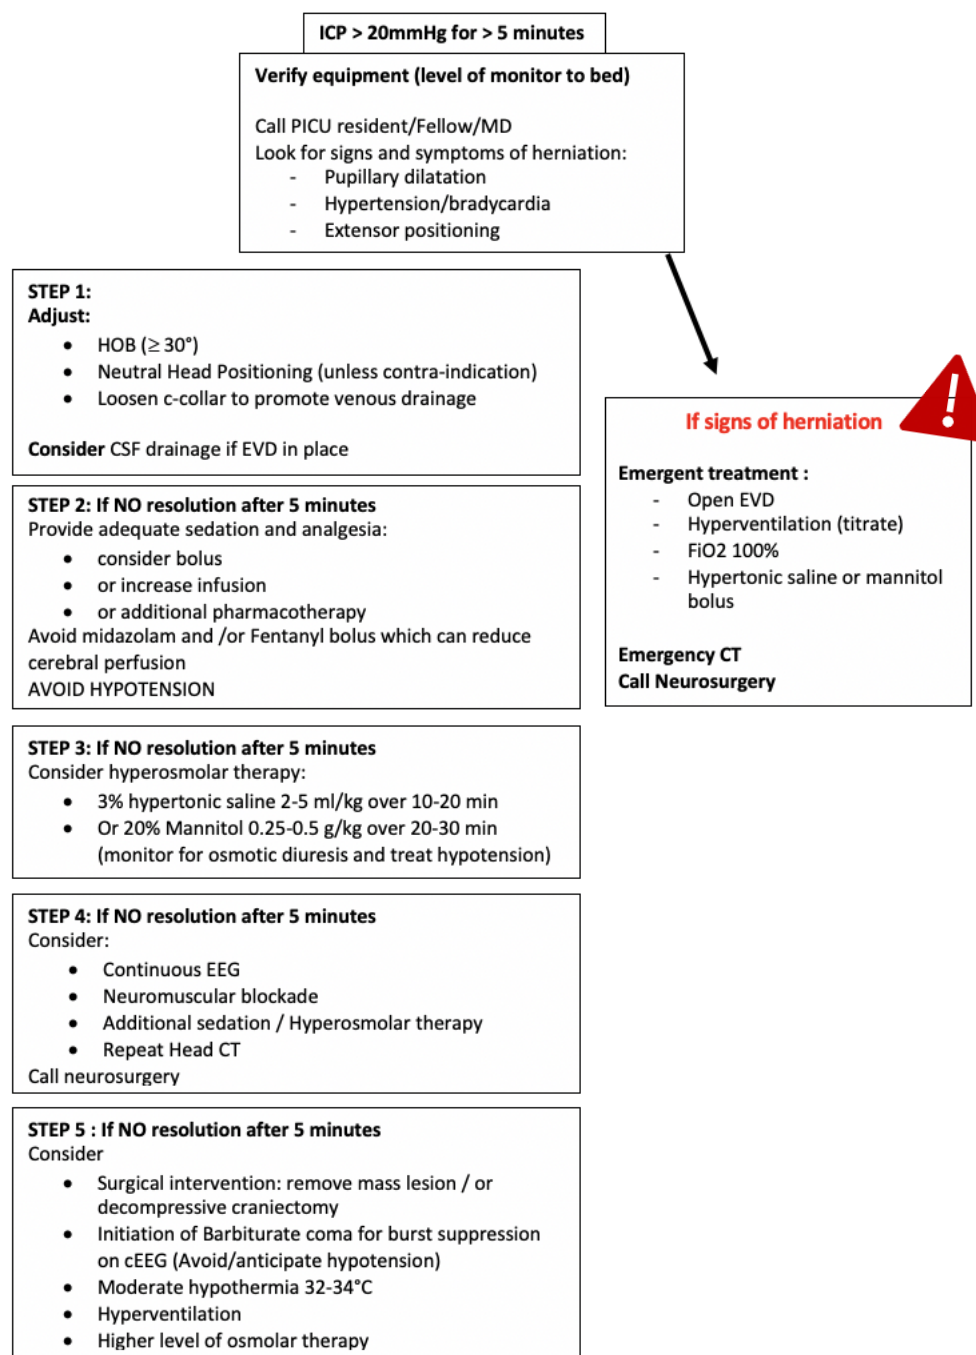 ICP > 20mmHg for > 5 minutes
Verify equipment (level of monitor to bed)
Call PICU resident/Fellow/MD
Look for signs and symptoms of herniation:
- Pupillary dilatation
- Hypertension/bradycardia
- Extensor positioning
STEP 1:
Adjust:
• HOB (≥ 30°)
• Neutral Head Positioning (unless contra-indication)
• Loosen c-collar to promote venous drainage
Consider CSF drainage if EVD in place
If signs of herniation
Emergent treatment :
- Open EVD
- Hyperventilation (titrate)
- FiO2 100%
- Hypertonic saline or mannitol
bolus
Emergency CT
Call Neurosurgery
STEP 2: If NO resolution after 5 minutes
Provide adequate sedation and analgesia:
• consider bolus
• or increase infusion
• or additional pharmacotherapy
Avoid midazolam and /or Fentanyl bolus which can reduce
cerebral perfusion
AVOID HYPOTENSION
STEP 3: If NO resolution after 5 minutes
Consider hyperosmolar therapy:
• 3% hypertonic saline 2-5 ml/kg over 10-20 min
• Or 20% Mannitol 0.25-0.5 g/kg over 20-30 min
(monitor for osmotic diuresis and treat hypotension)
STEP 4: If NO resolution after 5 minutes
Consider:
• Continuous EEG
• Neuromuscular blockade
• Additional sedation / Hyperosmolar therapy
• Repeat Head CT
Call neurosurgery
STEP 5 : If NO resolution after 5 minutes
Consider
• Surgical intervention: remove mass lesion / or
decompressive craniectomy
• Initiation of Barbiturate coma for burst suppression
on cEEG (Avoid/anticipate hypotension)
• Moderate hypothermia 32-34°C
• Hyperventilation
• Higher level of osmolar therapy